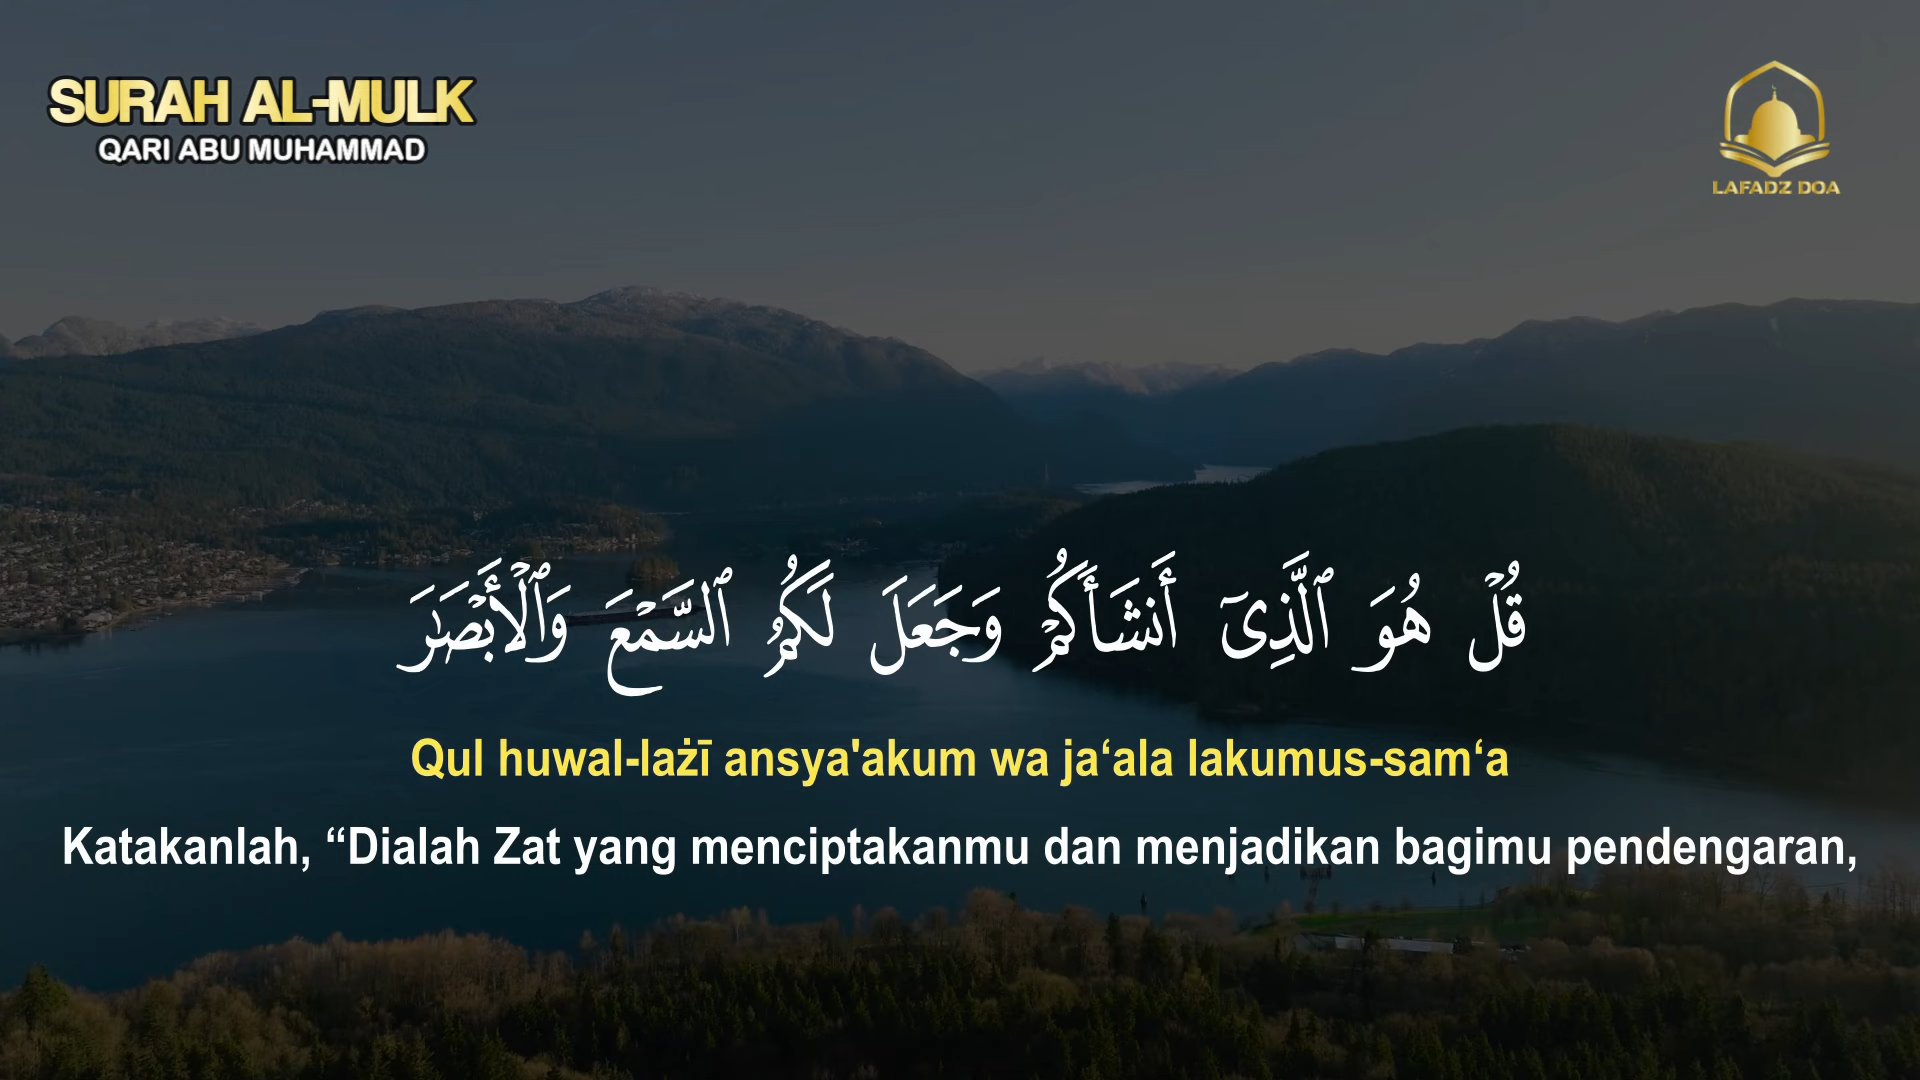 SURAH AL-MULK
QARI ABU MUHAMMAD
LAFADZ DOA
قُلْ هُوَ ٱلَّذِىٓ أَنشَأَكُمْ وَجَعَلَ لَكُمُ ٱلسَّمْعَ وَٱلْأَبْصَـٰرَ
Qul huwal-lażī ansya'akum wa ja‘ala lakumus-sam‘a
Katakanlah, “Dialah Zat yang menciptakanmu dan menjadikan bagimu pendengaran,